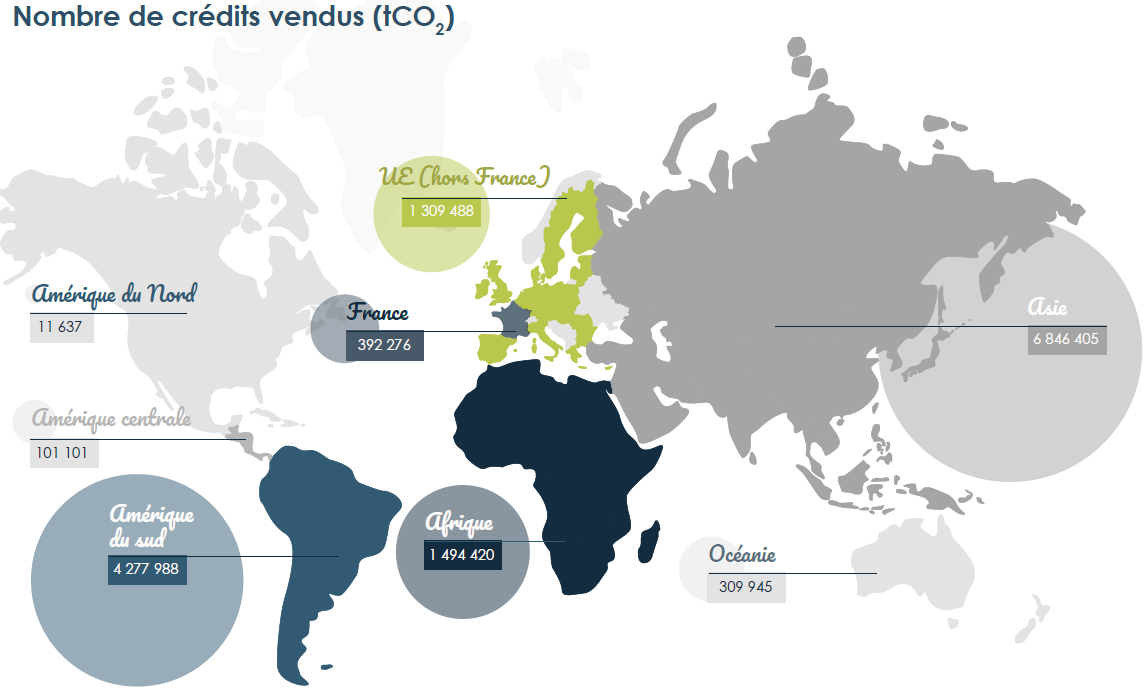 Nombre de crédits vendus (tCO2)
UE (hors France)
1 309 488
Amérique du Nord
11 637
France
392 276
Asie
6 846 405
Amérique centrale
101 101
Amérique
du sud
4 277 988
Afrique
1 494 420
Océanie
309 945